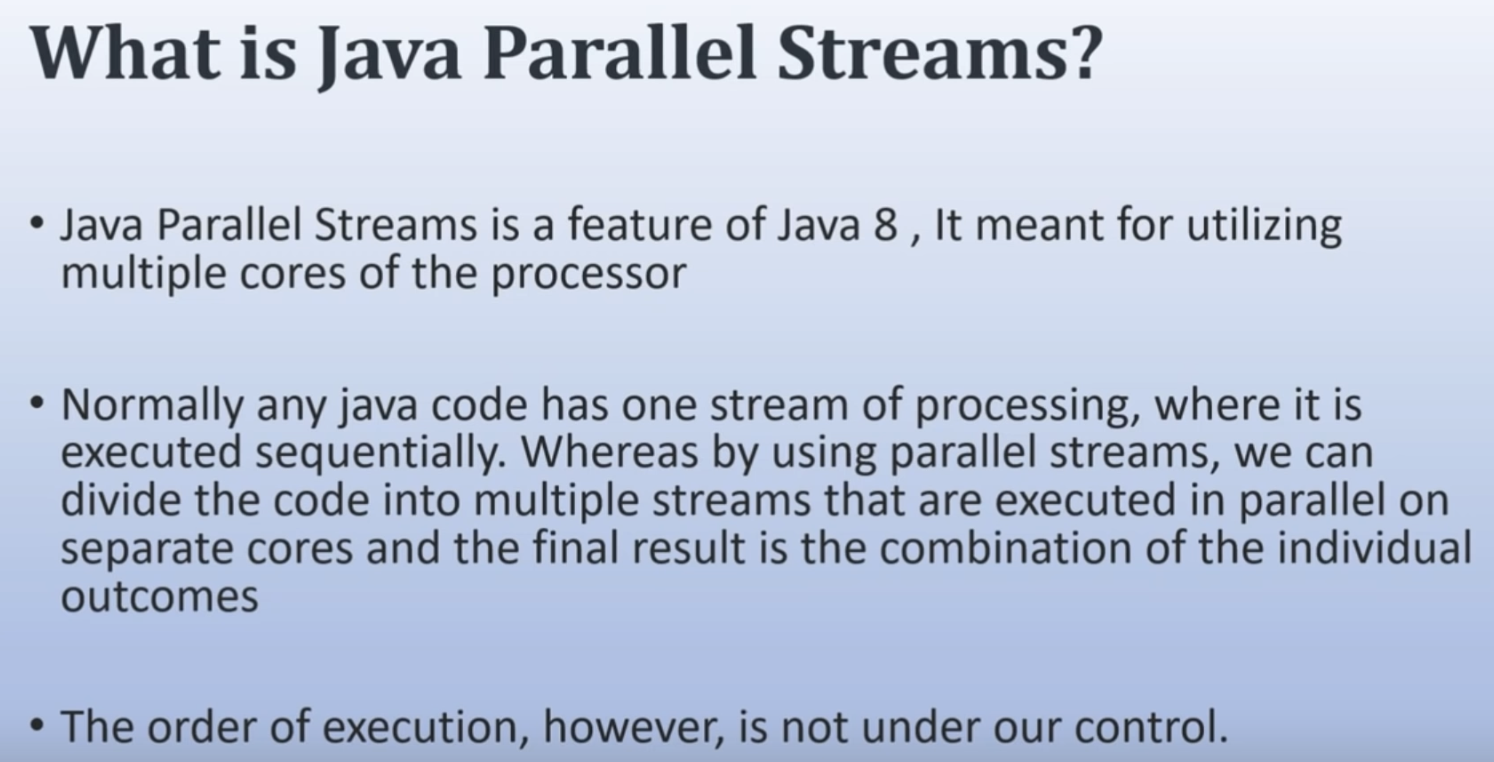 What is Java Parallel Streams?
• Java Parallel Streams is a feature of Java 8 , It meant for utilizing
multiple cores of the processor
• Normally any java code has one stream of processing, where it is
executed sequentially. Whereas by using parallel streams, we can
divide the code into multiple streams that are executed in parallel on
separate cores and the final result is the combination of the individual
outcomes
• The order of execution, however, is not under our control.